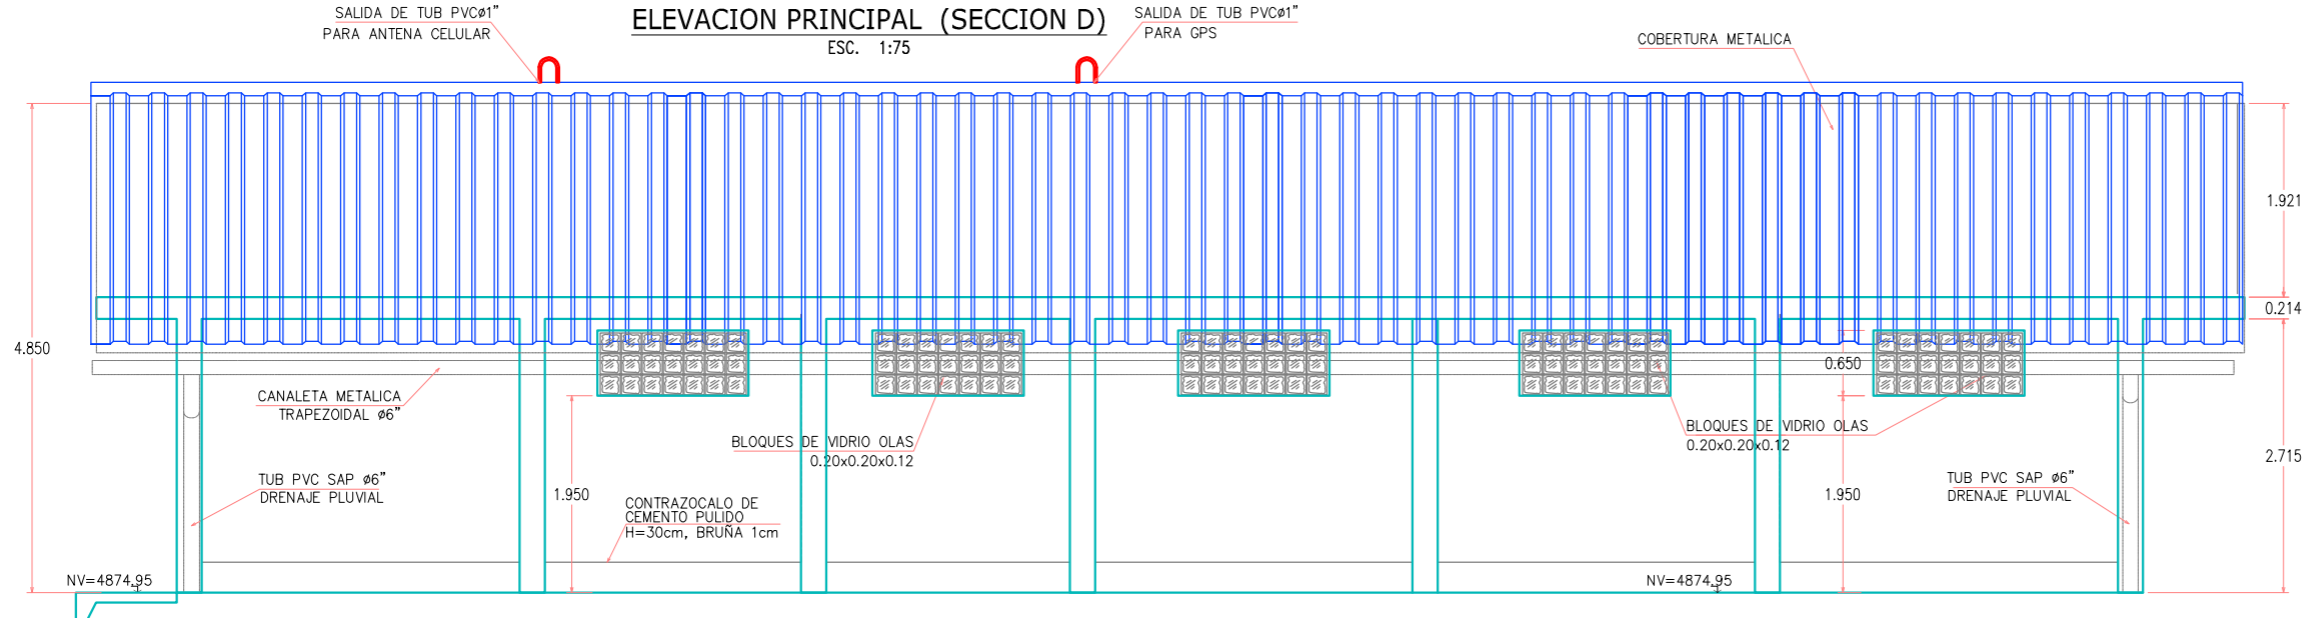 SALIDA DE TUB PVCø1"
PARA ANTENA CELULAR
ELEVACION PRINCIPAL (SECCION D)
ESC. 1:75
SALIDA DE TUB PVCø1"
PARA GPS
COBERTURA METALICA
1.921
0.214
4.850
0.650
CANALETA METALICA
TRAPEZOIDAL ø6"
BLOQUES DE VIDRIO OLAS
0.20x0.20x0.12
BLOQUES DE VIDRIO OLAS
0.20x0.20x0.12
2.715
TUB PVC SAP ø6"
DRENAJE PLUVIAL
1.950
CONTRAZOCALO DE
CEMENTO PULIDO
H=30cm, BRUÑA 1cm
1.950
TUB PVC SAP ø6"
DRENAJE PLUVIAL
NV=4874.95
NV=4874.95